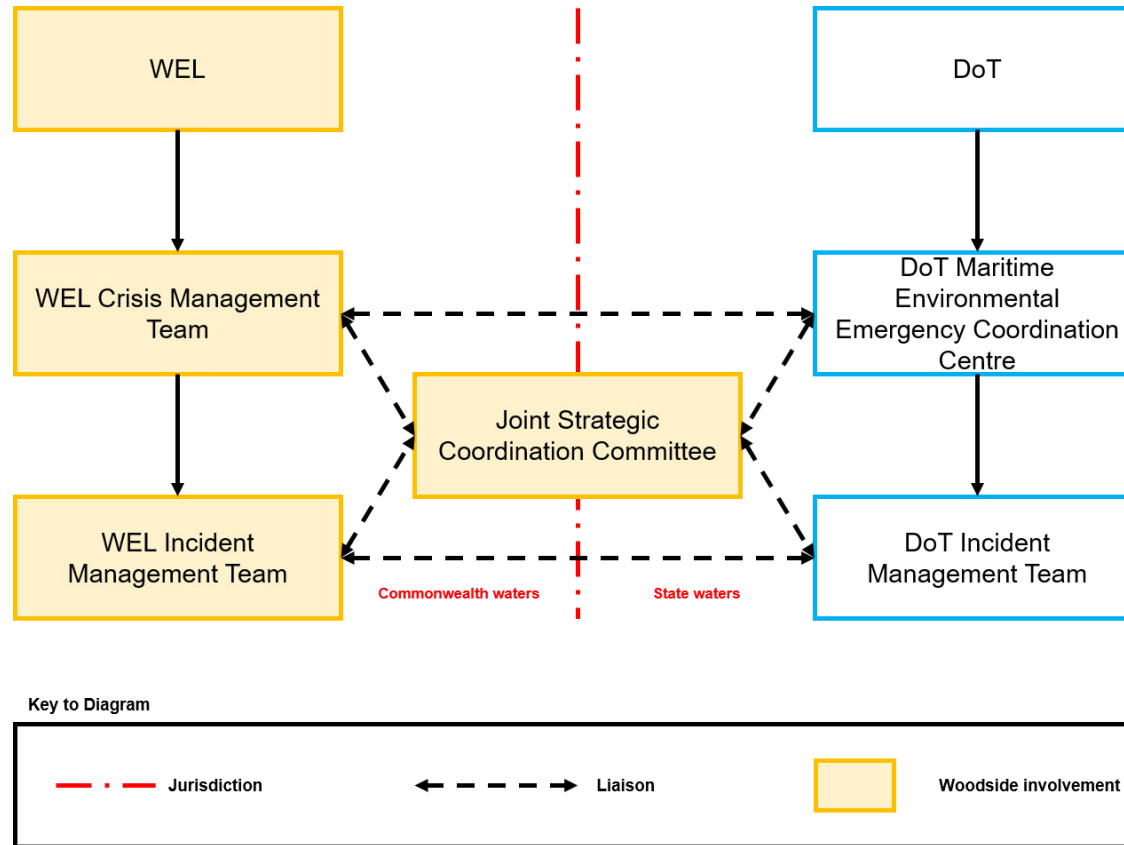 WEL
DoT
WEL Crisis Management
Team
DoT Maritime
Environmental
Emergency Coordination
Centre
Joint Strategic
Coordination Committee
WEL Incident
Management Team
DoT Incident
Management Team
Commonwealth waters
State waters
Key to Diagram
Jurisdiction
Liaison
Woodside involvement